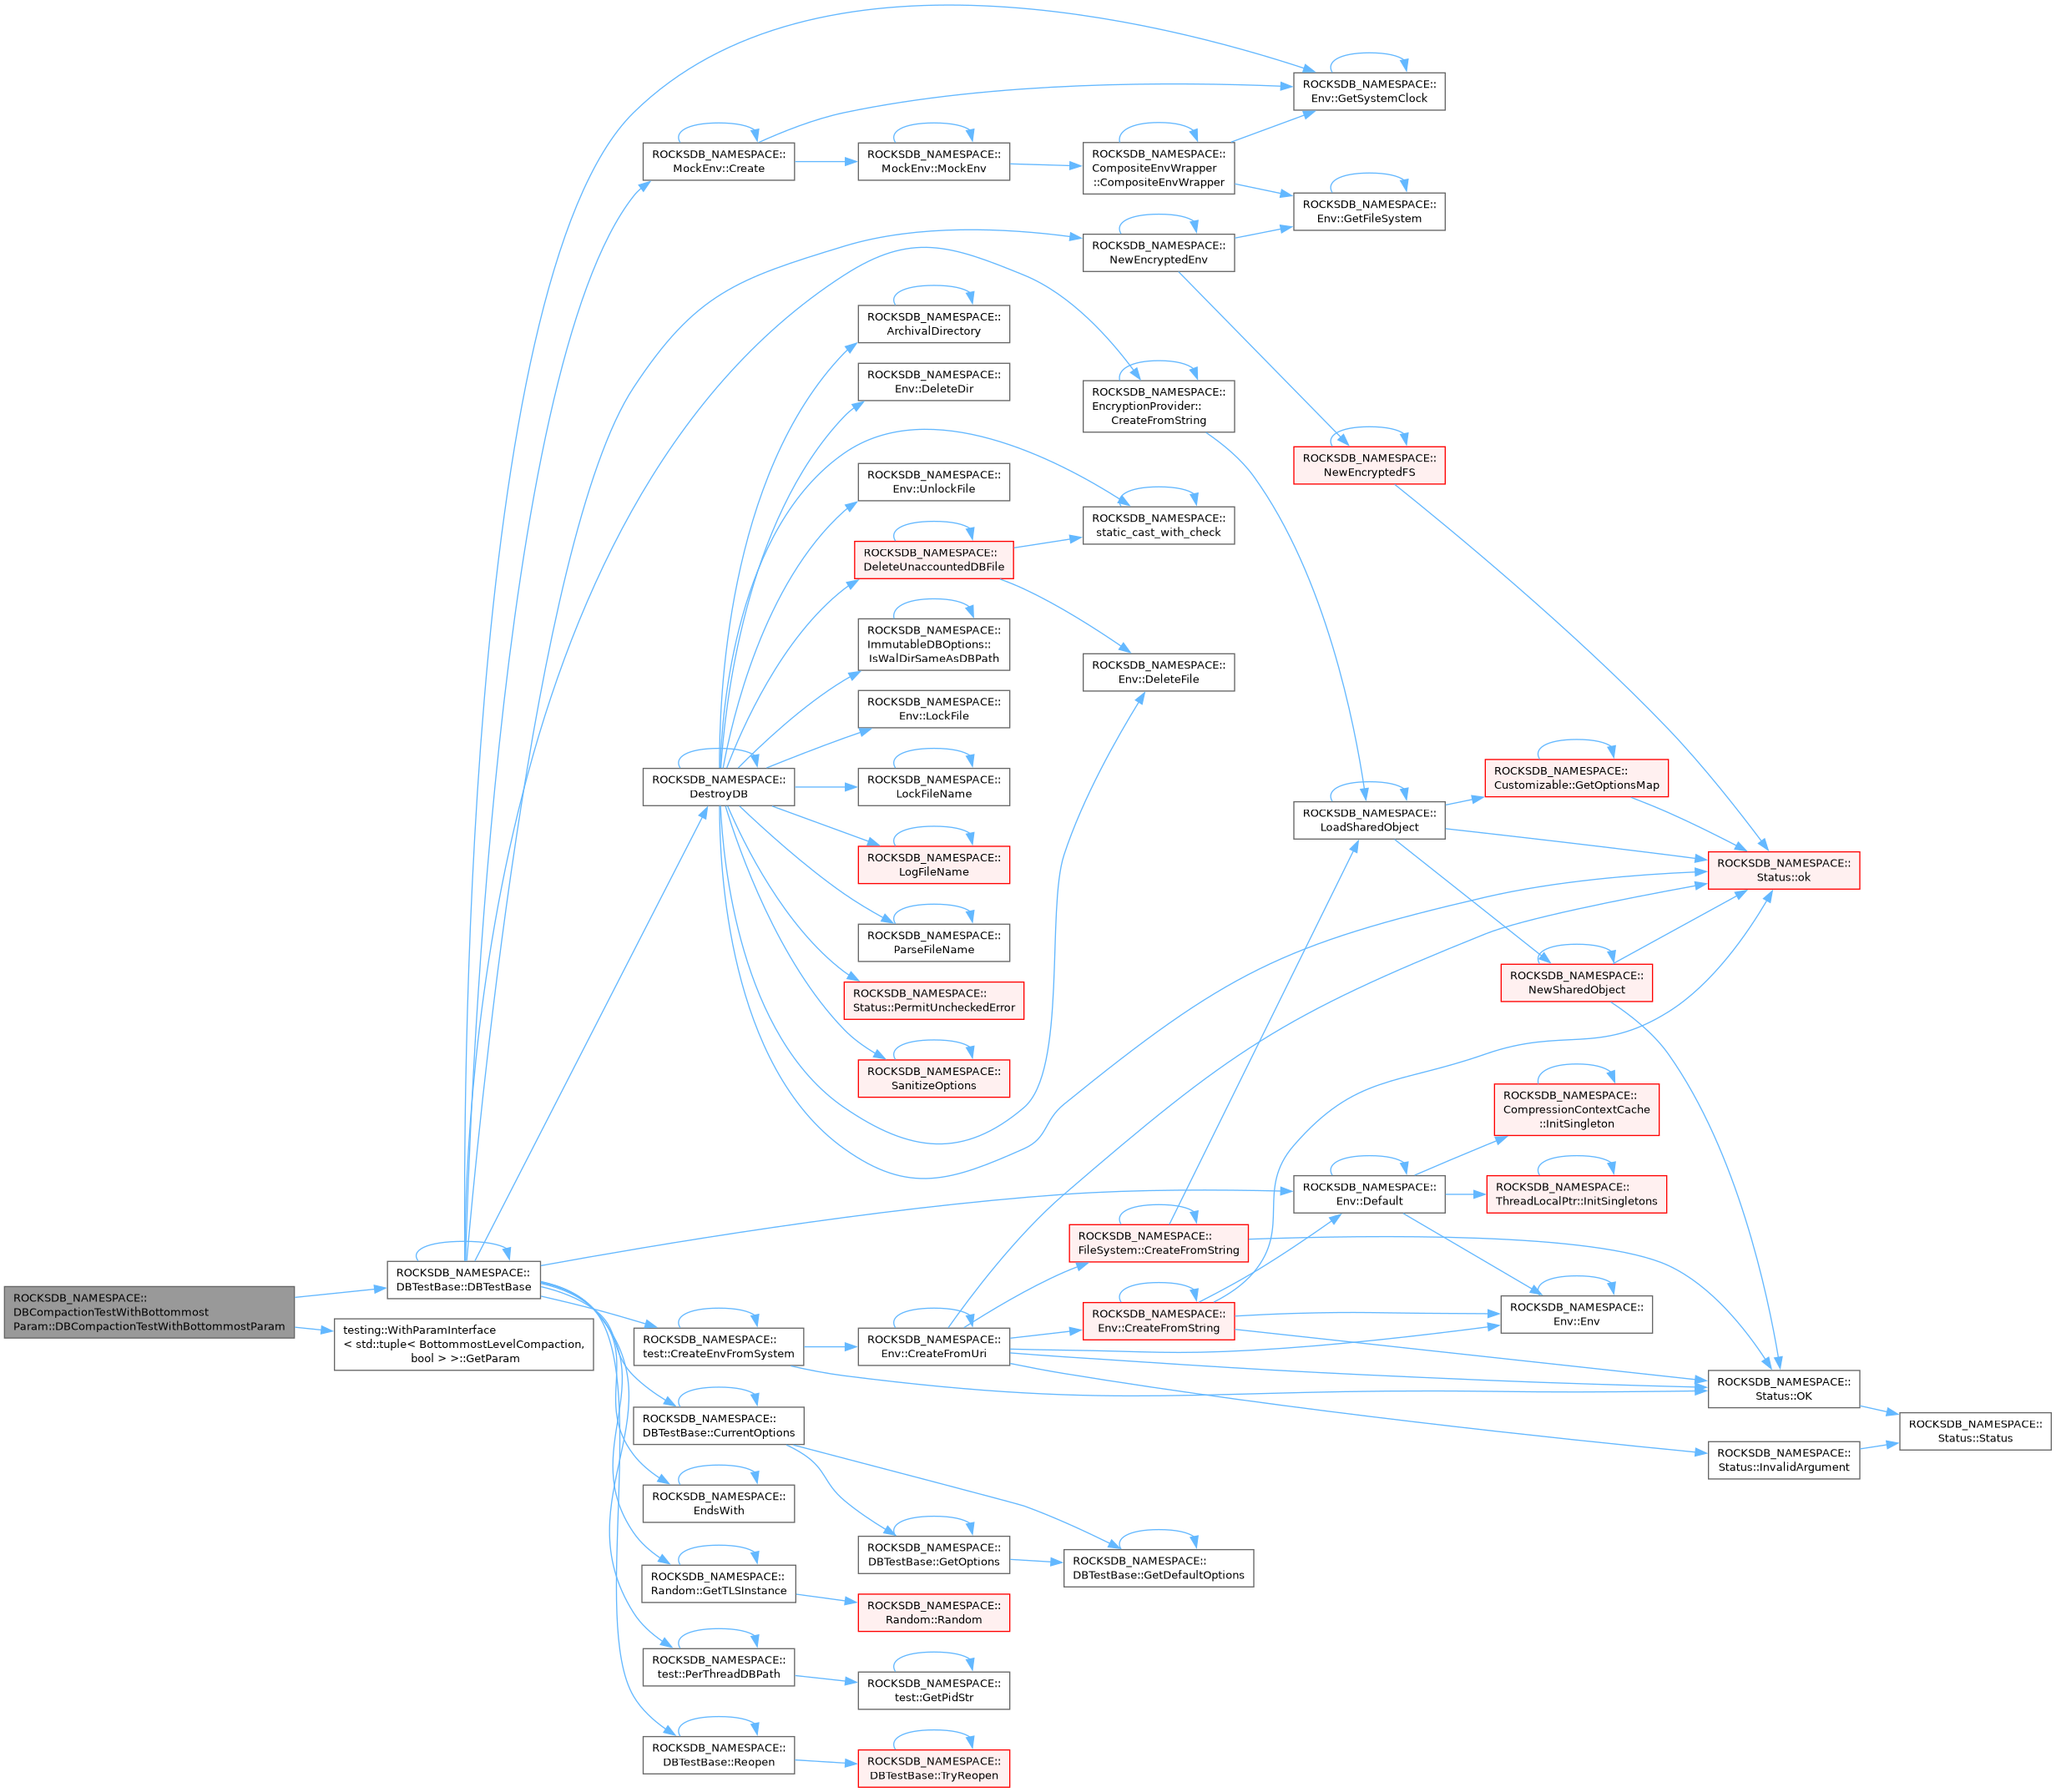 ROCKSDB_NAMESPACE::
DBCompactionTestWithBottommost
Param::DBCompactionTestWithBottommostParam
ROCKSDB_NAMESPACE::
DBTestBase::DBTestBase
testing::WithParamInterface
< std::tuple< BottommostLevelCompaction,
bool > >::GetParam
ROCKSDB_NAMESPACE::
MockEnv::Create
ROCKSDB_NAMESPACE::
DestroyDB
ROCKSDB_NAMESPACE::
test::CreateEnvFromSystem
ROCKSDB_NAMESPACE::
DBTestBase::CurrentOptions
ROCKSDB_NAMESPACE::
EndsWith
ROCKSDB_NAMESPACE::
Random::GetTLSInstance
ROCKSDB_NAMESPACE::
test::PerThreadDBPath
ROCKSDB_NAMESPACE::
DBTestBase::Reopen
ROCKSDB_NAMESPACE::
MockEnv::MockEnv
ROCKSDB_NAMESPACE::
ArchivalDirectory
ROCKSDB_NAMESPACE::
Env::DeleteDir
ROCKSDB_NAMESPACE::
Env::UnlockFile
ROCKSDB_NAMESPACE::
DeleteUnaccountedDBFile
ROCKSDB_NAMESPACE::
ImmutableDBOptions::
IsWalDirSameAsDBPath
ROCKSDB_NAMESPACE::
Env::LockFile
ROCKSDB_NAMESPACE::
LockFileName
ROCKSDB_NAMESPACE::
LogFileName
ROCKSDB_NAMESPACE::
ParseFileName
ROCKSDB_NAMESPACE::
Status::PermitUncheckedError
ROCKSDB_NAMESPACE::
SanitizeOptions
ROCKSDB_NAMESPACE::
Env::CreateFromUri
ROCKSDB_NAMESPACE::
DBTestBase::GetOptions
ROCKSDB_NAMESPACE::
Random::Random
ROCKSDB_NAMESPACE::
test::GetPidStr
ROCKSDB_NAMESPACE::
DBTestBase::TryReopen
ROCKSDB_NAMESPACE::
CompositeEnvWrapper
::CompositeEnvWrapper
ROCKSDB_NAMESPACE::
NewEncryptedEnv
ROCKSDB_NAMESPACE::
EncryptionProvider::
CreateFromString
ROCKSDB_NAMESPACE::
static_cast_with_check
ROCKSDB_NAMESPACE::
Env::DeleteFile
ROCKSDB_NAMESPACE::
FileSystem::CreateFromString
ROCKSDB_NAMESPACE::
Env::CreateFromString
ROCKSDB_NAMESPACE::
DBTestBase::GetDefaultOptions
ROCKSDB_NAMESPACE::
Env::GetSystemClock
ROCKSDB_NAMESPACE::
Env::GetFileSystem
ROCKSDB_NAMESPACE::
NewEncryptedFS
ROCKSDB_NAMESPACE::
LoadSharedObject
ROCKSDB_NAMESPACE::
Env::Default
ROCKSDB_NAMESPACE::
Customizable::GetOptionsMap
ROCKSDB_NAMESPACE::
NewSharedObject
ROCKSDB_NAMESPACE::
CompressionContextCache
::InitSingleton
ROCKSDB_NAMESPACE::
ThreadLocalPtr::InitSingletons
ROCKSDB_NAMESPACE::
Env::Env
ROCKSDB_NAMESPACE::
Status::ok
ROCKSDB_NAMESPACE::
Status::OK
ROCKSDB_NAMESPACE::
Status::InvalidArgument
ROCKSDB_NAMESPACE::
Status::Status